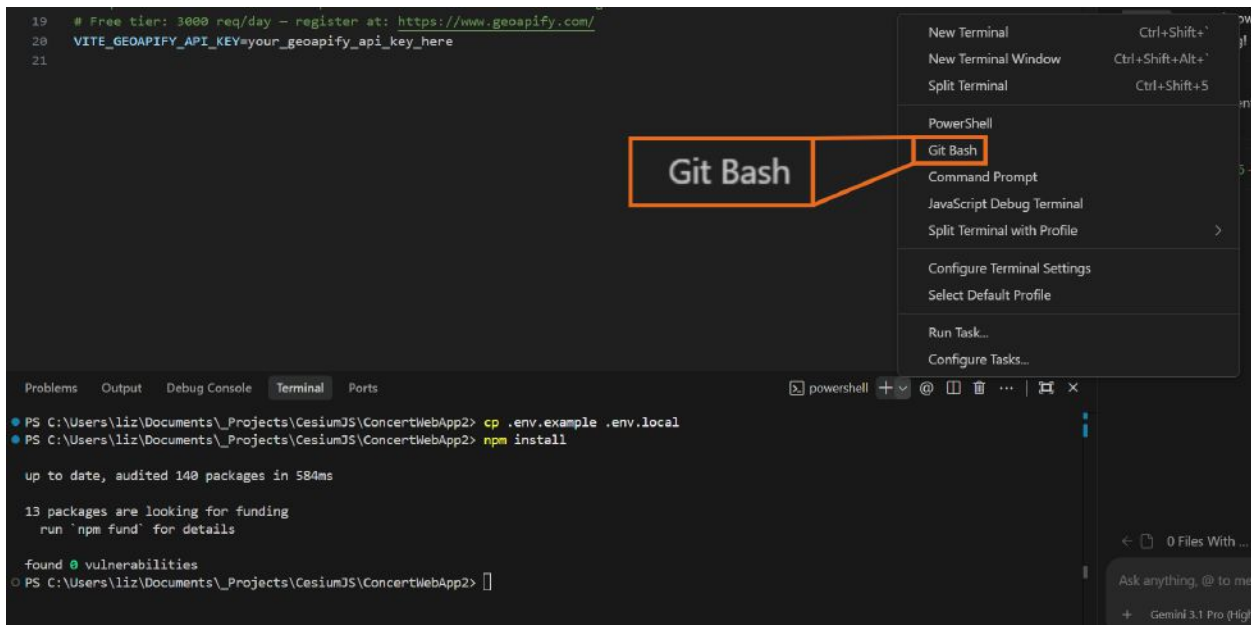 19 # Free tier: 3000 req/day — register at: https://www.geoapify.com/
20 VITE_GEOAPIFY_API_KEY=your_geoapify_api_key_here
21
New Terminal Ctrl+Shift+`
New Terminal Window Ctrl+Shift+Alt+`
Split Terminal Ctrl+Shift+5
PowerShell
Git Bash
Git Bash
Command Prompt
JavaScript Debug Terminal
Split Terminal with Profile
Configure Terminal Settings
Select Default Profile
Run Task...
Configure Tasks...
Problems Output Debug Console Terminal Ports powershell
PS C:\Users\liz\Documents\_Projects\CesiumJS\ConcertWebApp2> cp .env.example .env.local
PS C:\Users\liz\Documents\_Projects\CesiumJS\ConcertWebApp2> npm install
up to date, audited 140 packages in 584ms
13 packages are looking for funding
run `npm fund` for details
found 0 vulnerabilities
PS C:\Users\liz\Documents\_Projects\CesiumJS\ConcertWebApp2>
0 Files With ...
Ask anything, @ to me
Gemini 3.1 Pro (High